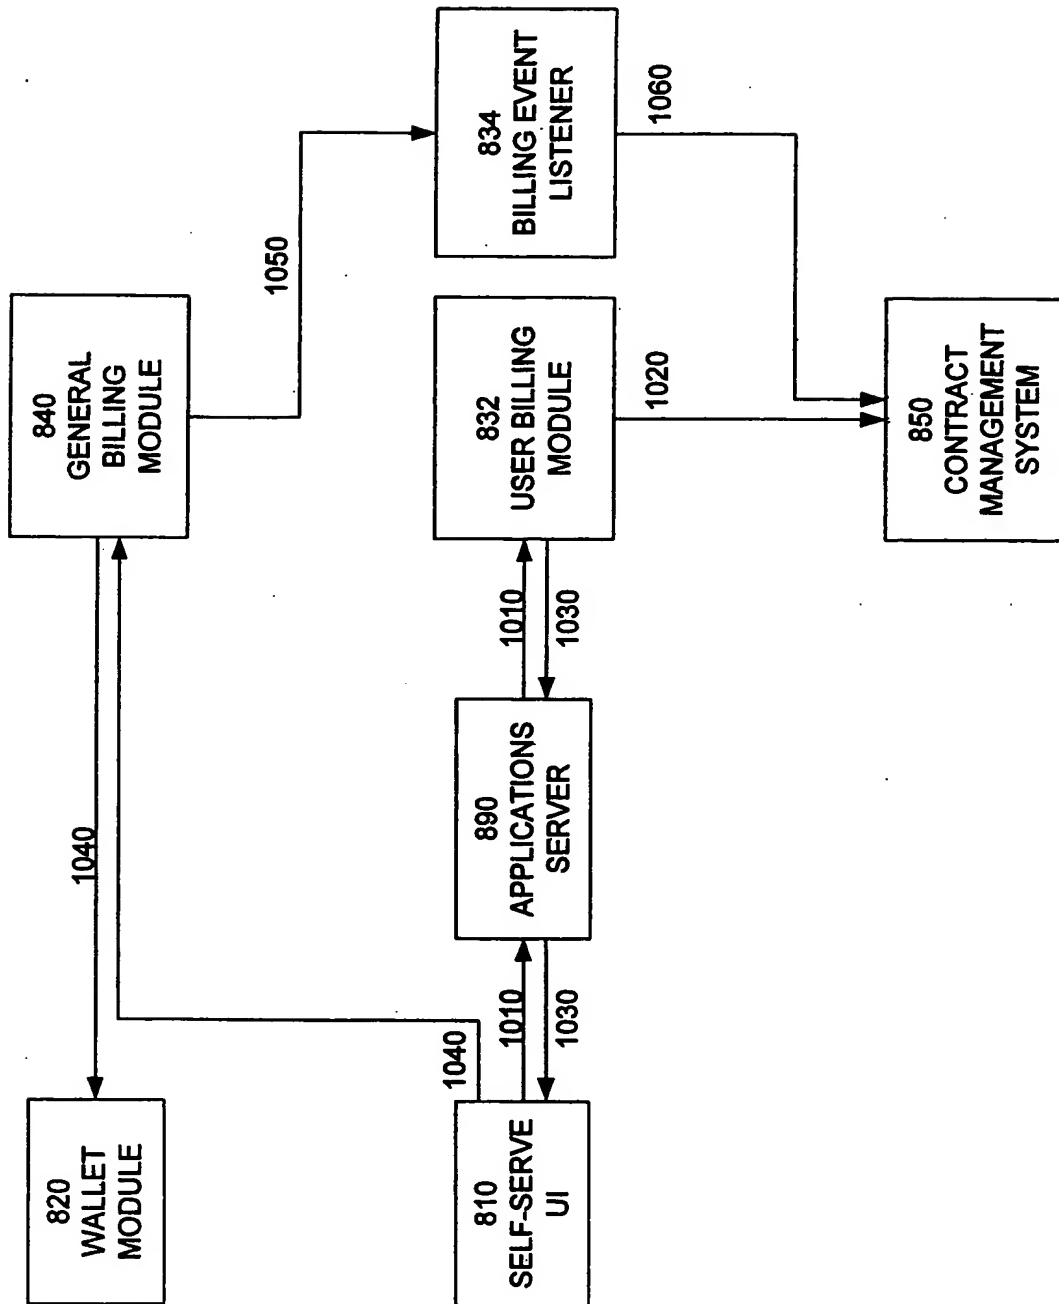 820
WALLET
MODULE
1040
840
GENERAL
BILLING
MODULE
1050
810
SELF-SERVE
UI
1040
1010
1030
890
APPLICATIONS
SERVER
1010
1030
832
USER BILLING
MODULE
1020
834
BILLING EVENT
LISTENER
1060
850
CONTRACT
MANAGEMENT
SYSTEM